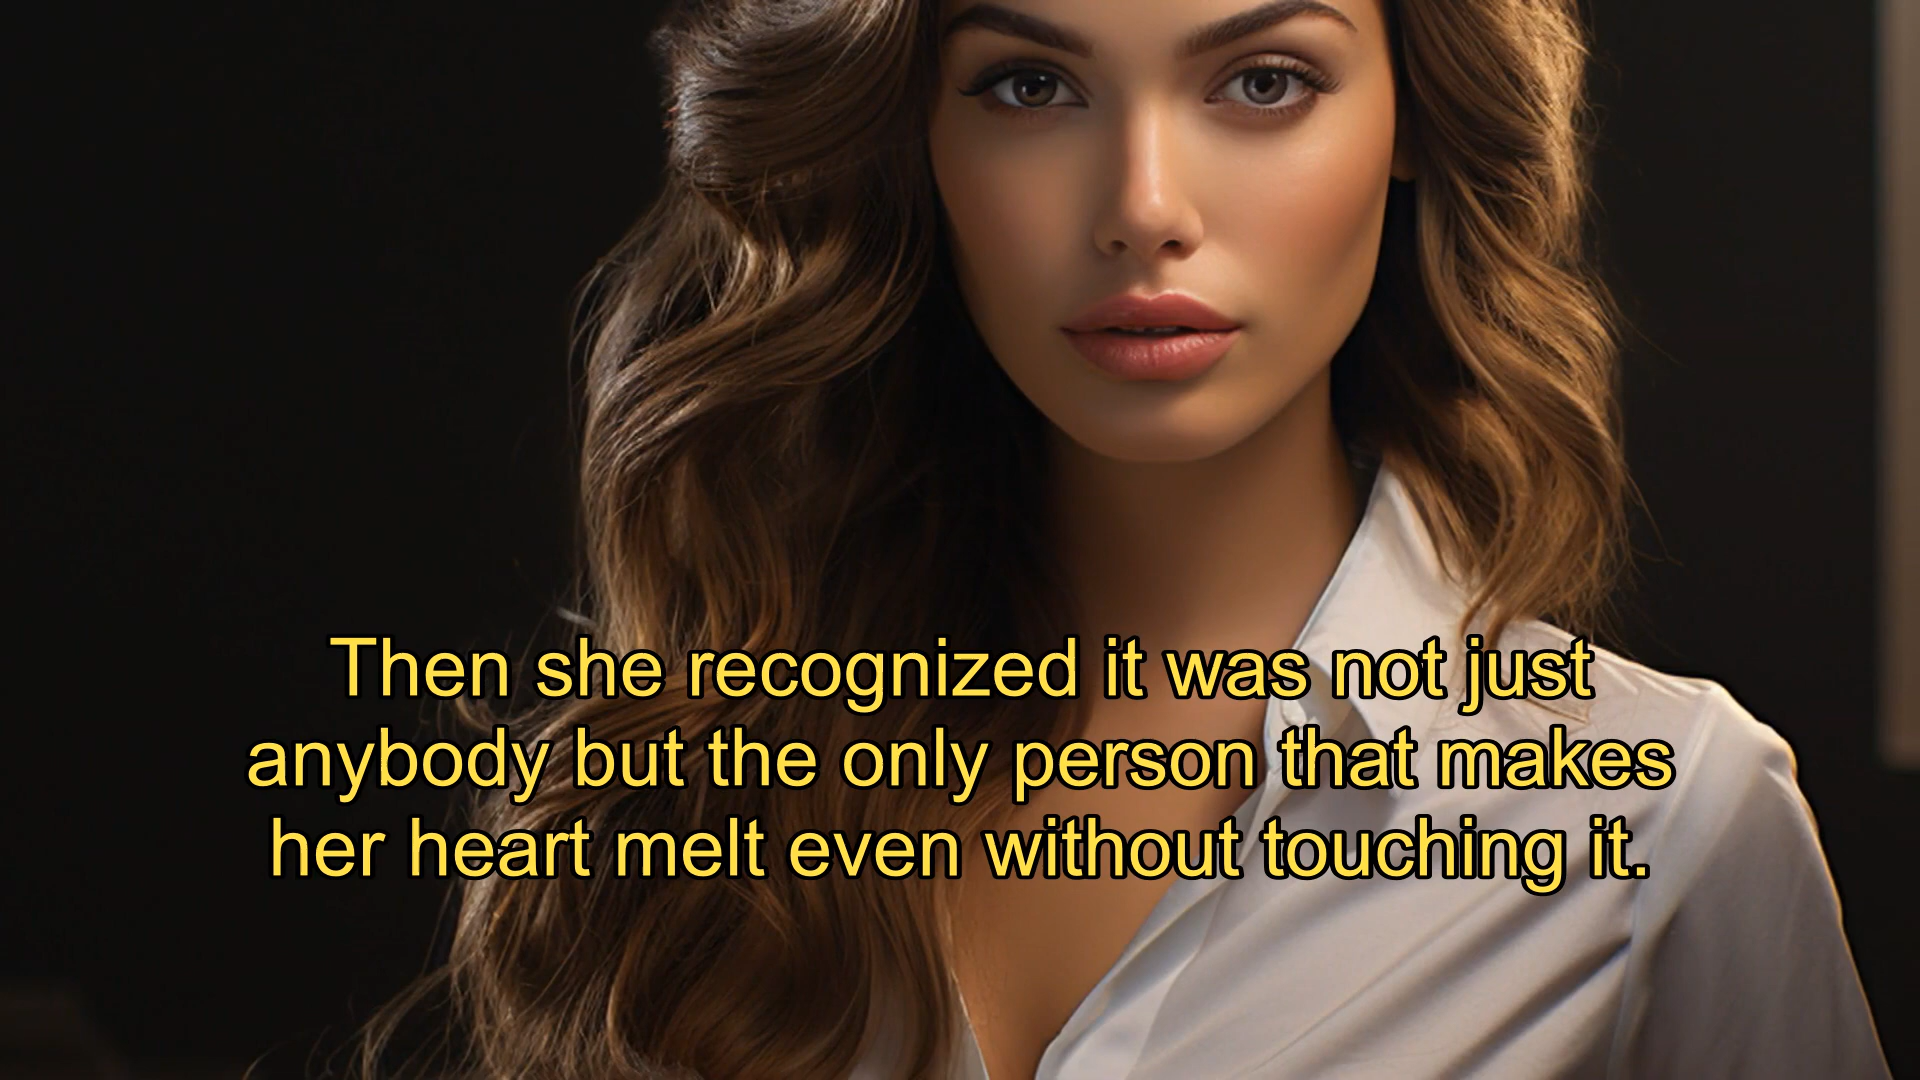 Then she recognized it was not just
anybody but the only person that makes
her heart melt even without touching it.